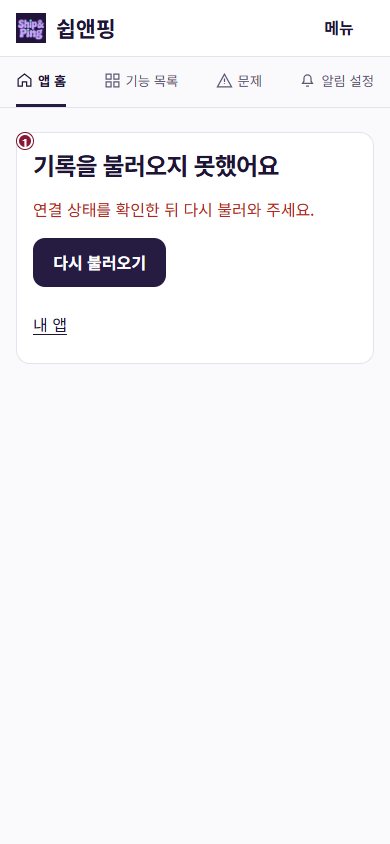 Ship&
Ping
쉽앤핑
메뉴
앱 홈
기능 목록
문제
알림 설정
1
기록을 불러오지 못했어요
연결 상태를 확인한 뒤 다시 불러와 주세요.
다시 불러오기
내 앱